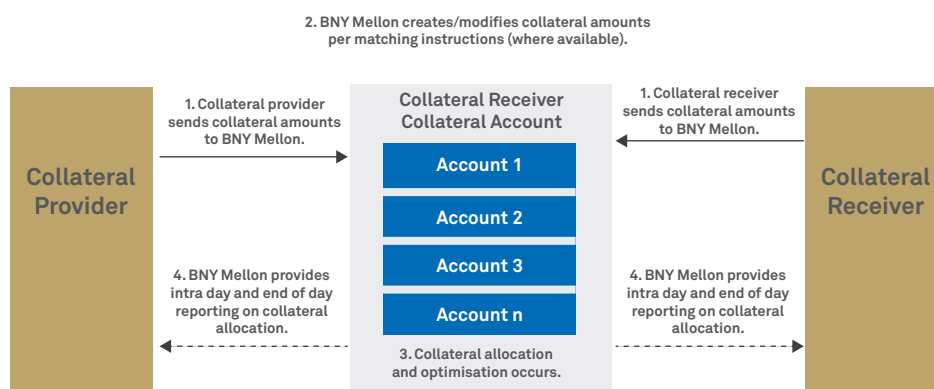 2. BNY Mellon creates/modifies collateral amounts
per matching instructions (where available).
Collateral
Provider
1. Collateral provider
sends collateral amounts
to BNY Mellon.
4. BNY Mellon provides
intra day and end of day
reporting on collateral
allocation.
Collateral Receiver
Collateral Account
Account 1
Account 2
Account 3
Account n
3. Collateral allocation
and optimisation occurs.
1. Collateral receiver
sends collateral amounts
to BNY Mellon.
4. BNY Mellon provides
intra day and end of day
reporting on collateral
allocation.
Collateral
Receiver